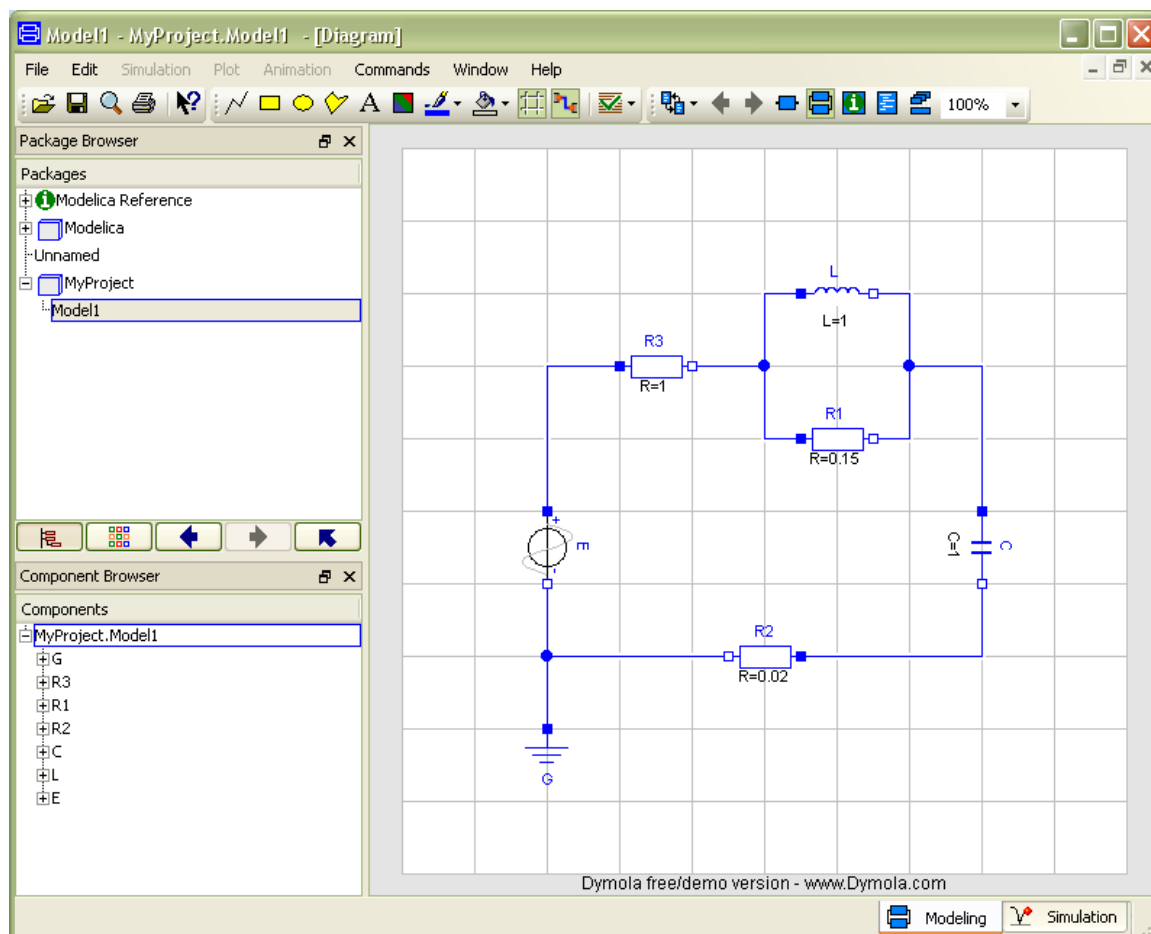 Model1 - MyProject.Model1 - [Diagram]
File Edit Simulation Plot Animation Commands Window Help
A 100%
Package Browser
Packages
Modelica Reference
Modelica
Unnamed
MyProject
Model1
Component Browser
Components
MyProject.Model1
G
R3
R1
R2
C
L
E
L
L=1
R3
R=1
R1
R=0.15
+
E
-
C=1
C
R2
R=0.02
G
Dymola free/demo version - www.Dymola.com
Modeling Simulation